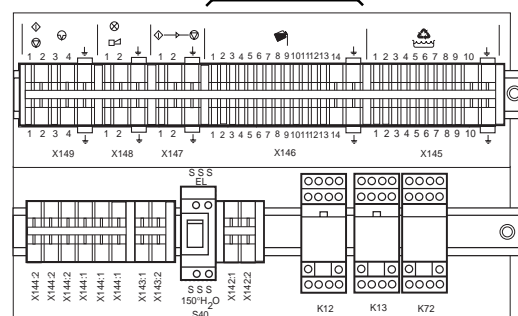 1 2 3 4 1 2 1 2 1 2 3 4 5 6 7 8 9 10 11 12 13 14 1 2 3 4 5 6 7 8 9 10
1 2 3 4 1 2 1 2 1 2 3 4 5 6 7 8 9 10 11 12 13 14 1 2 3 4 5 6 7 8 9 10
X149 X148 X147 X146 X145
S S S
EL
X144:2 X144:2 X144:2 X144:1 X144:1 X144:1 X143:1 X143:2
S S S
150°H₂O
S40
X142:1 X142:2
K12 K13 K72